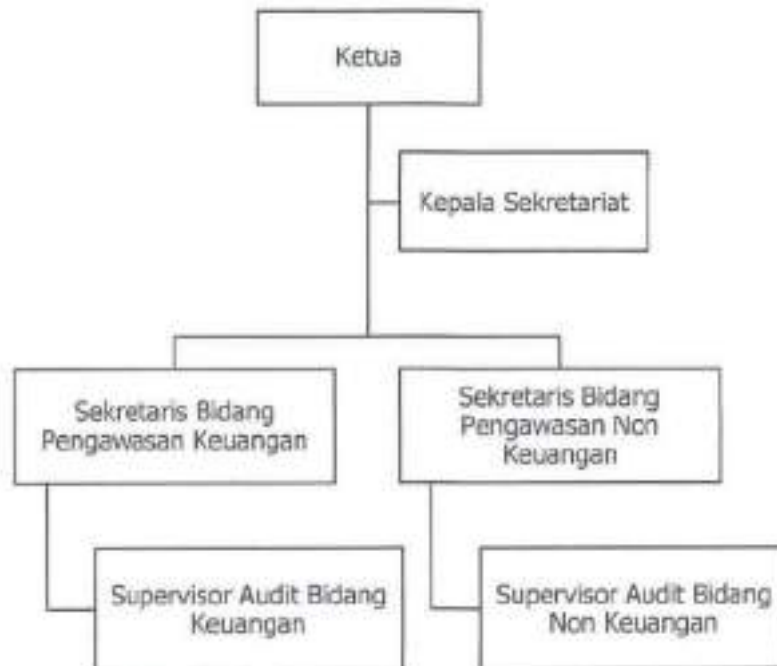 Ketua
Kepala Sekretariat
Sekretaris Bidang
Pengawasan Keuangan
Sekretaris Bidang
Pengawasan Non
Keuangan
Supervisor Audit Bidang
Keuangan
Supervisor Audit Bidang
Non Keuangan